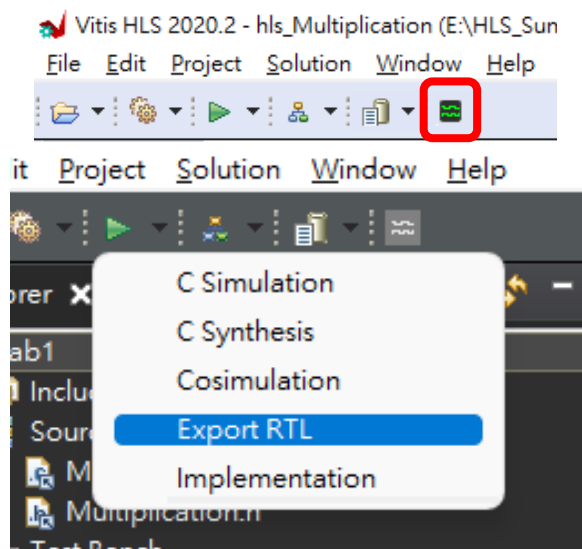 Vitis HLS 2020.2 - hls_Multiplication (E:\HLS_Sun
File Edit Project Solution Window Help
it Project Solution Window Help
orer
C Simulation
ab1
C Synthesis
Inclu
Cosimulation
Sour
Export RTL
M
Implementation
Multiplication.h
Test Bench